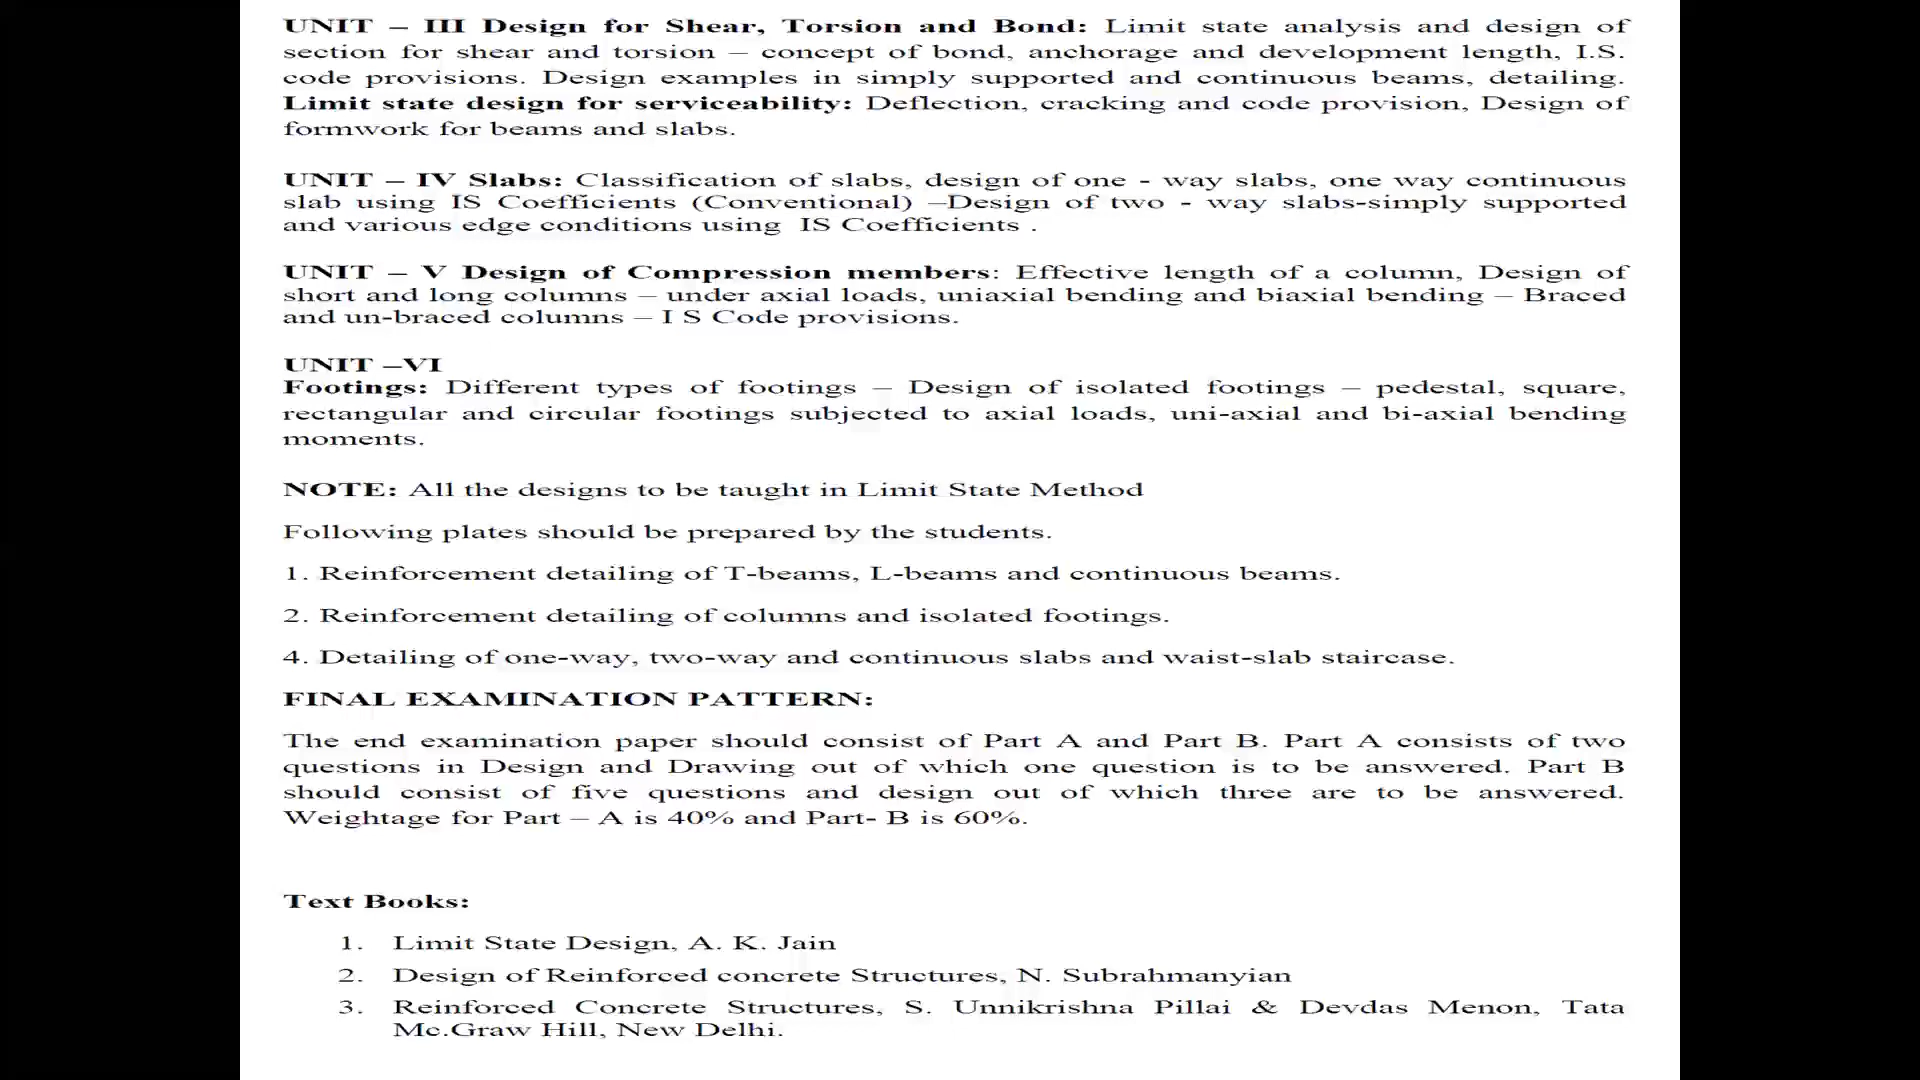 UNIT – III Design for Shear, Torsion and Bond: Limit state analysis and design of
section for shear and torsion – concept of bond, anchorage and development length, I.S.
code provisions. Design examples in simply supported and continuous beams, detailing.
Limit state design for serviceability: Deflection, cracking and code provision, Design of
formwork for beams and slabs.
UNIT – IV Slabs: Classification of slabs, design of one - way slabs, one way continuous
slab using IS Coefficients (Conventional) –Design of two - way slabs-simply supported
and various edge conditions using IS Coefficients .
UNIT – V Design of Compression members: Effective length of a column, Design of
short and long columns – under axial loads, uniaxial bending and biaxial bending – Braced
and un-braced columns – I S Code provisions.
UNIT –VI
Footings: Different types of footings – Design of isolated footings – pedestal, square,
rectangular and circular footings subjected to axial loads, uni-axial and bi-axial bending
moments.
NOTE: All the designs to be taught in Limit State Method
Following plates should be prepared by the students.
1. Reinforcement detailing of T-beams, L-beams and continuous beams.
2. Reinforcement detailing of columns and isolated footings.
4. Detailing of one-way, two-way and continuous slabs and waist-slab staircase.
FINAL EXAMINATION PATTERN:
The end examination paper should consist of Part A and Part B. Part A consists of two
questions in Design and Drawing out of which one question is to be answered. Part B
should consist of five questions and design out of which three are to be answered.
Weightage for Part – A is 40% and Part- B is 60%.
Text Books:
1. Limit State Design, A. K. Jain
2. Design of Reinforced concrete Structures, N. Subrahmanyian
3. Reinforced Concrete Structures, S. Unnikrishna Pillai & Devdas Menon, Tata
Mc.Graw Hill, New Delhi.